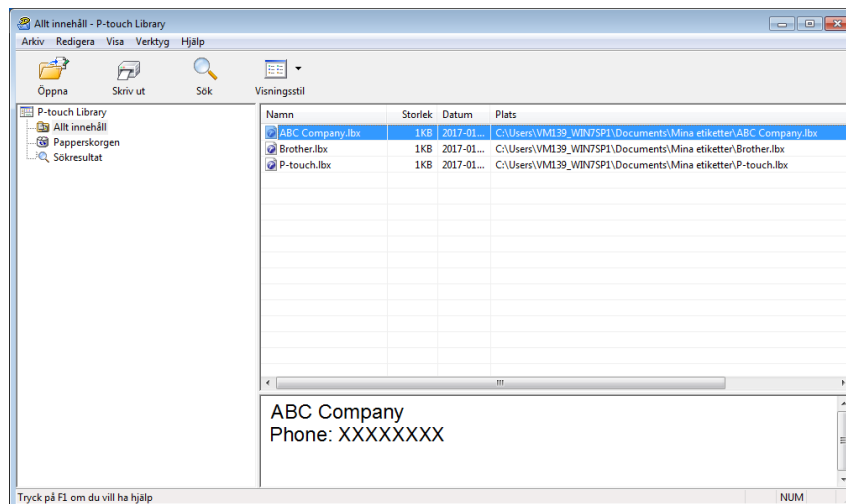 Allt innehåll - P-touch Library
Arkiv Redigera Visa Verktyg Hjälp
Öppna Skriv ut Sök Visningsstil
P-touch Library
Allt innehåll
Papperskorgen
Sökresultat
Namn Storlek Datum Plats
ABC Company.lbx 1KB 2017-01... C:\Users\VM139_WIN7SP1\Documents\Mina etiketter\ABC Company.lbx
Brother.lbx 1KB 2017-01... C:\Users\VM139_WIN7SP1\Documents\Mina etiketter\Brother.lbx
P-touch.lbx 1KB 2017-01... C:\Users\VM139_WIN7SP1\Documents\Mina etiketter\P-touch.lbx
ABC Company
Phone: XXXXXXXX
Tryck på F1 om du vill ha hjälp NUM